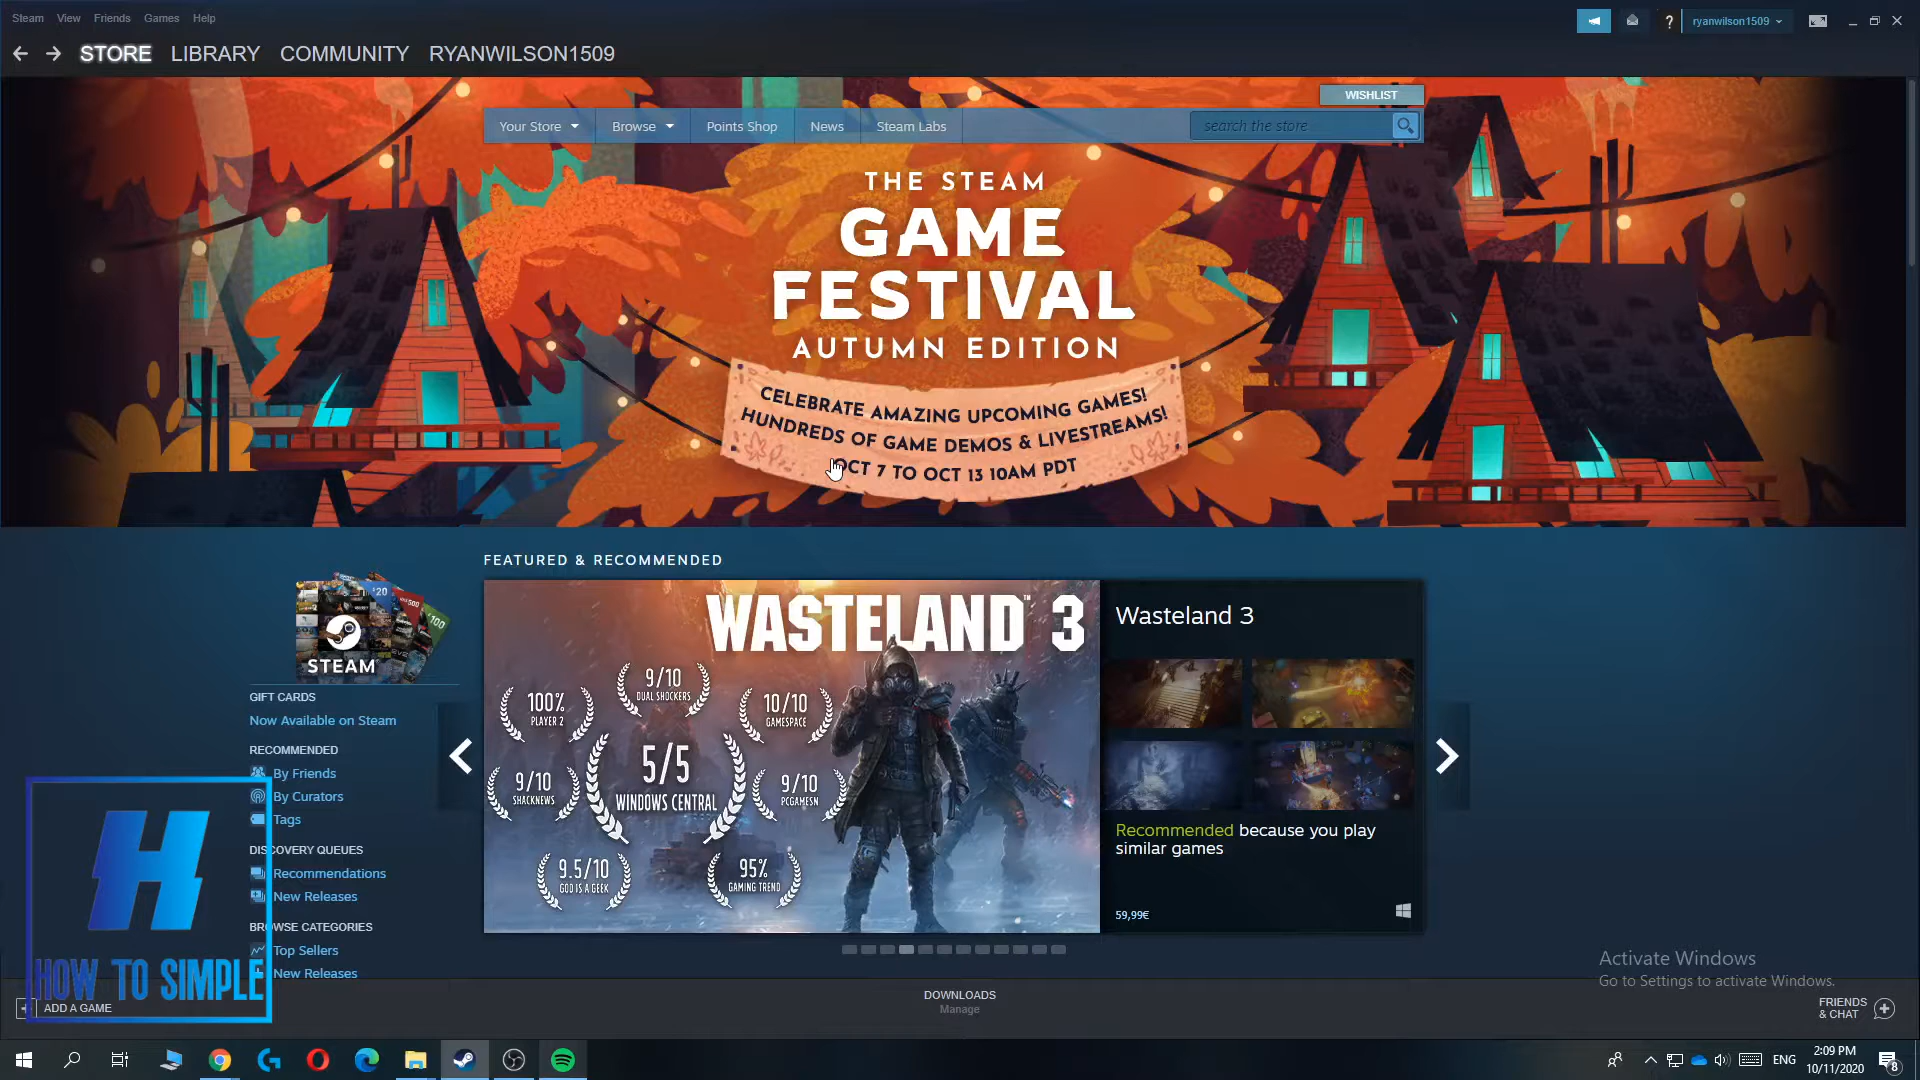 Steam View Friends Games Help
ryanwilson1509
STORE LIBRARY COMMUNITY RYANWILSON1509
WISHLIST
Your Store Browse Points Shop News Steam Labs
search the store
THE STEAM
GAME
FESTIVAL
AUTUMN EDITION
CELEBRATE AMAZING UPCOMING GAMES!
HUNDREDS OF GAME DEMOS & LIVESTREAMS!
OCT 7 TO OCT 13 10AM PDT
FEATURED & RECOMMENDED
STEAM
GIFT CARDS
Now Available on Steam
RECOMMENDED
By Friends
By Curators
Tags
DISCOVERY QUEUES
Recommendations
New Releases
BROWSE CATEGORIES
Top Sellers
New Releases
WASTELAND 3
100%
PLAYER 2
9/10
DUAL SHOCKERS
10/10
GAMESPACE
9/10
SHACKNEWS
5/5
WINDOWS CENTRAL
9/10
PCGAMESN
9.5/10
GOD IS A GEEK
95%
GAMING TREND
Wasteland 3
Recommended because you play
similar games
59,99€
H
HOW TO SIMPLE
ADD A GAME
DOWNLOADS
Manage
Activate Windows
Go to Settings to activate Windows.
FRIENDS
& CHAT
ENG
2:09 PM
10/11/2020
8